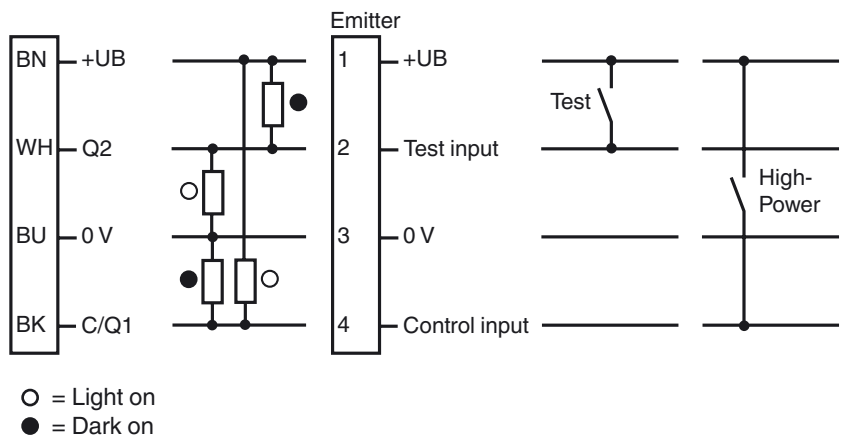 Emitter
BN +UB
WH Q2
BU 0 V
BK C/Q1
1 +UB
2 Test input
3 0 V
4 Control input
Test
High-
Power
= Light on
= Dark on